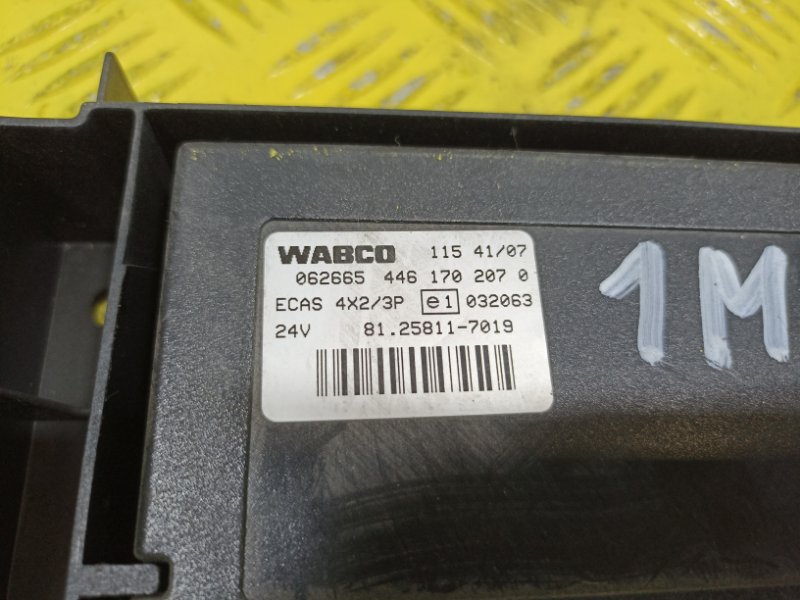 WABCO 115 41/07
062665 446 170 207 0
ECAS 4X2/3P e1 032063
24V 81.25811-7019
1M